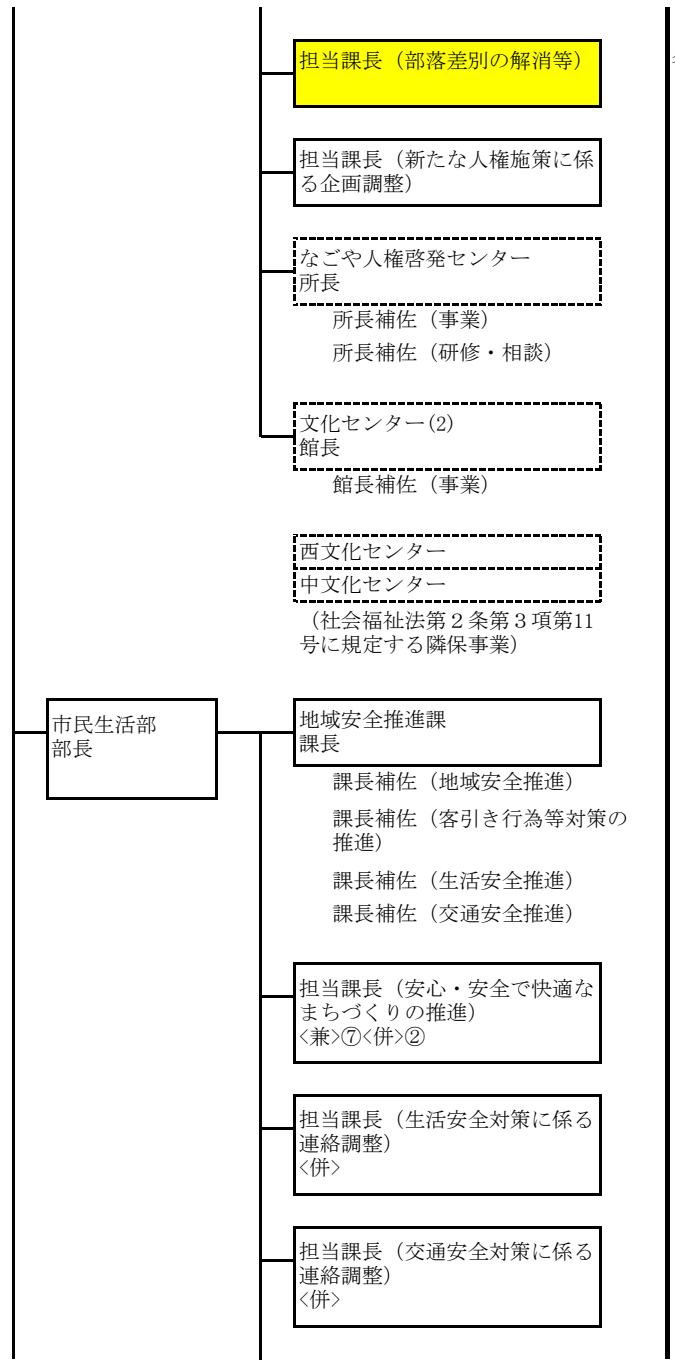 担当課長（部落差別の解消等）
担当課長（新たな人権施策に係
る企画調整）
なごや人権啓発センター
所長
所長補佐（事業）
所長補佐（研修・相談）
文化センター(2)
館長
館長補佐（事業）
西文化センター
中文化センター
（社会福祉法第２条第３項第11
号に規定する隣保事業）
市民生活部
部長
地域安全推進課
課長
課長補佐（地域安全推進）
課長補佐（客引き行為等対策の
推進）
課長補佐（生活安全推進）
課長補佐（交通安全推進）
担当課長（安心・安全で快適な
まちづくりの推進）
<兼>⑦<併>②
担当課長（生活安全対策に係る
連絡調整）
<併>
担当課長（交通安全対策に係る
連絡調整）
<併>